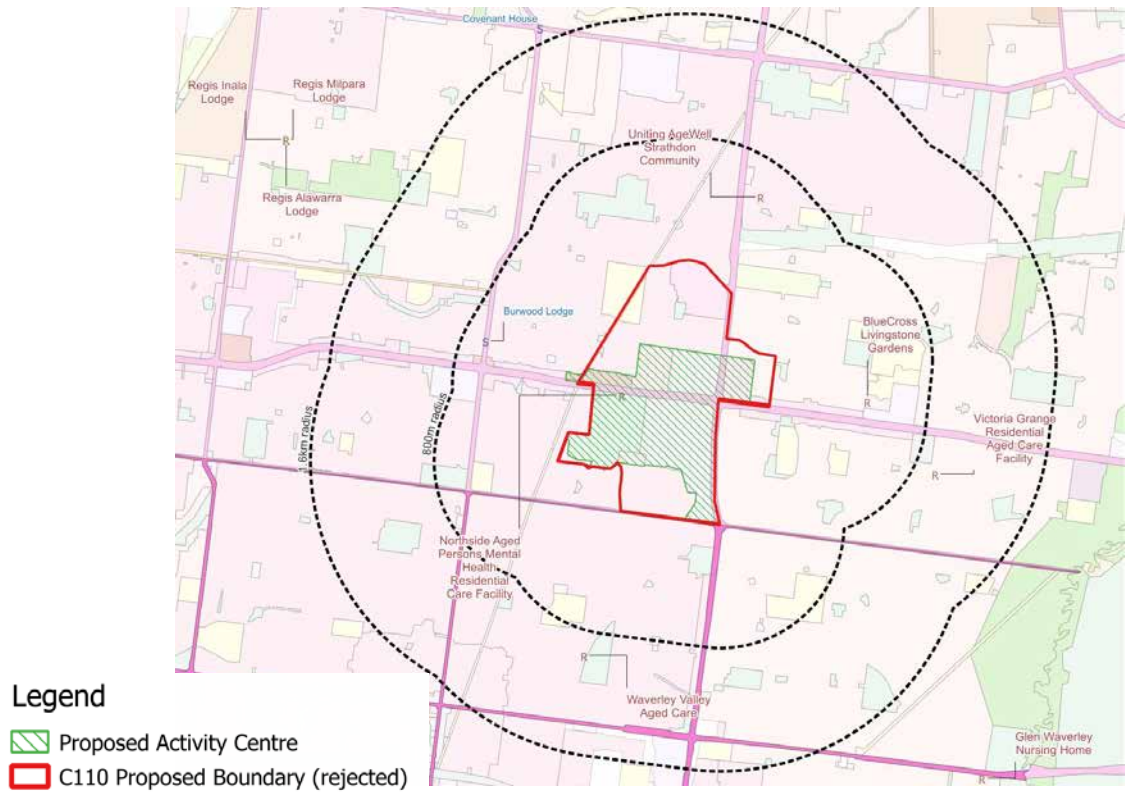 Covenant House
S
Regis Inala
Lodge
Regis Milpara
Lodge
R
Regis Alawarra
Lodge
Uniting AgeWell
Strathdon
Community
R
Burwood Lodge
S
BlueCross
Livingstone
Gardens
R
R
1.6km radius
800m radius
Victoria Grange
Residential
Aged Care
Facility
R
Northside Aged
Persons Mental
Health
Residential
Care Facility
R
Waverley Valley
Aged Care
Glen Waverley
Nursing Home
R
Legend
Proposed Activity Centre
C110 Proposed Boundary (rejected)